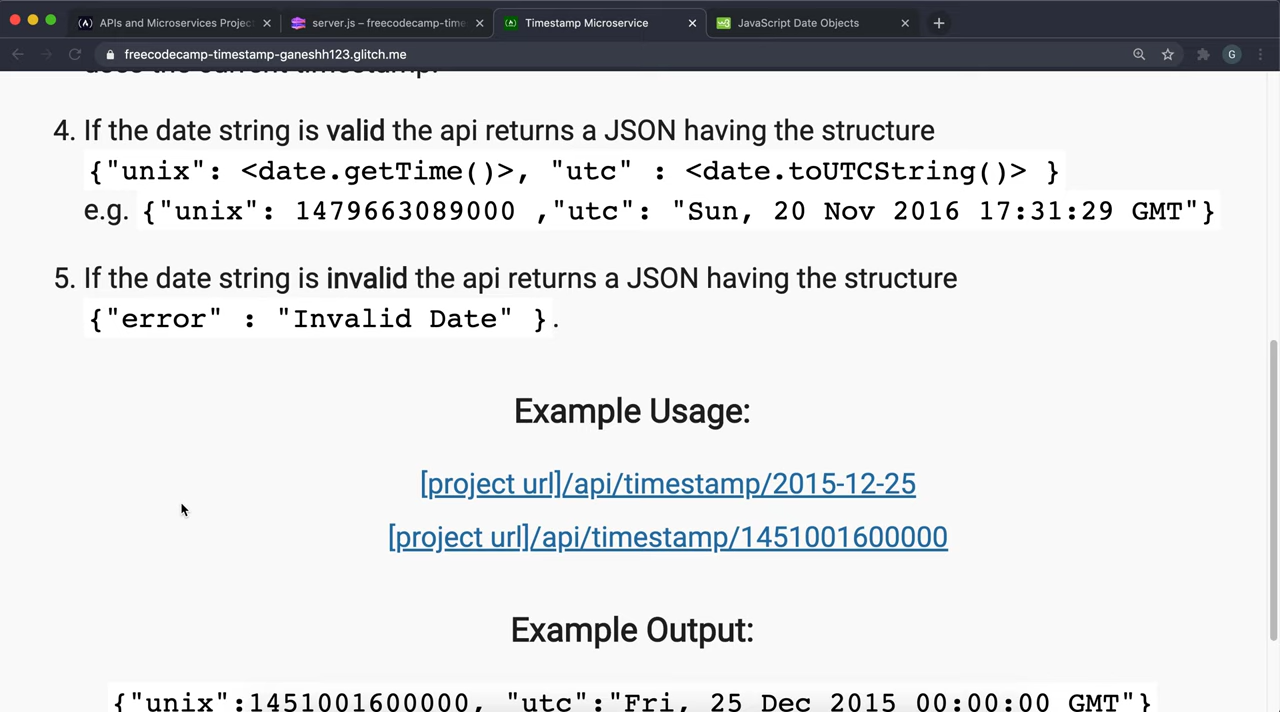 APIs and Microservices Projec
server.js – freecodecamp-time
Timestamp Microservice
JavaScript Date Objects
freecodecamp-timestamp-ganeshh123.glitch.me
G
uses the current timestamp.
4. If the date string is valid the api returns a JSON having the structure
{"unix": <date.getTime()>, "utc" : <date.toUTCString()> }
e.g. {"unix": 1479663089000 ,"utc": "Sun, 20 Nov 2016 17:31:29 GMT"}
5. If the date string is invalid the api returns a JSON having the structure
{"error" : "Invalid Date" }.
Example Usage:
[project url]/api/timestamp/2015-12-25
[project url]/api/timestamp/1451001600000
Example Output:
{"unix":1451001600000, "utc":"Fri, 25 Dec 2015 00:00:00 GMT"}